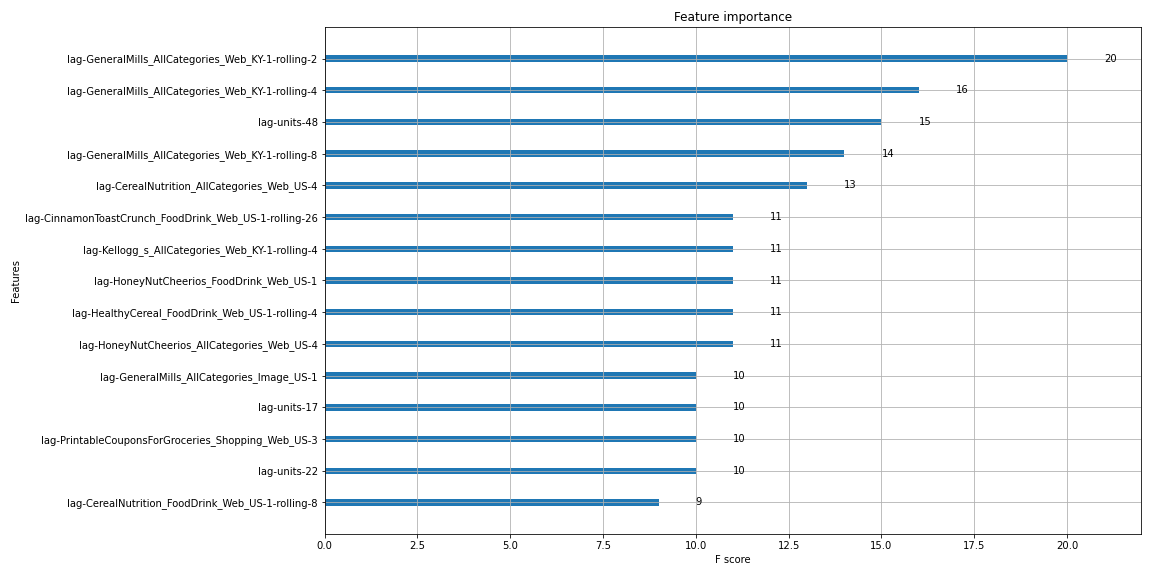 Feature importance
lag-GeneralMills_AllCategories_Web_KY-1-rolling-2 20
lag-GeneralMills_AllCategories_Web_KY-1-rolling-4 16
lag-units-48 15
lag-GeneralMills_AllCategories_Web_KY-1-rolling-8 14
lag-CerealNutrition_AllCategories_Web_US-4 13
lag-CinnamonToastCrunch_FoodDrink_Web_US-1-rolling-26 11
lag-Kellogg_s_AllCategories_Web_KY-1-rolling-4 11
lag-HoneyNutCheerios_FoodDrink_Web_US-1 11
lag-HealthyCereal_FoodDrink_Web_US-1-rolling-4 11
lag-HoneyNutCheerios_AllCategories_Web_US-4 11
lag-GeneralMills_AllCategories_Image_US-1 10
lag-units-17 10
lag-PrintableCouponsForGroceries_Shopping_Web_US-3 10
lag-units-22 10
lag-CerealNutrition_FoodDrink_Web_US-1-rolling-8 9
Features
0.0 2.5 5.0 7.5 10.0 12.5 15.0 17.5 20.0
F score